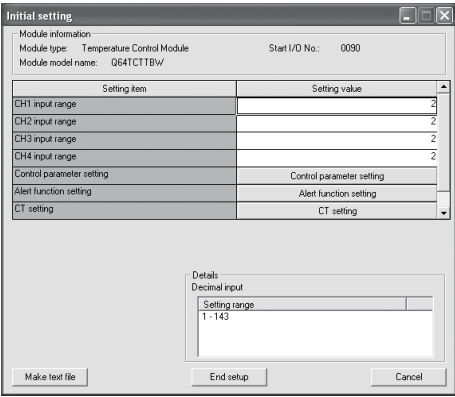 Initial setting
Module information
Module type: Temperature Control Module Start I/O No.: 0090
Module model name: Q64TCTTBW
Setting item Setting value
CH1 input range 2
CH2 input range 2
CH3 input range 2
CH4 input range 2
Control parameter setting Control parameter setting
Alert function setting Alert function setting
CT setting CT setting
Details
Decimal input
Setting range
1 - 143
Make text file End setup Cancel